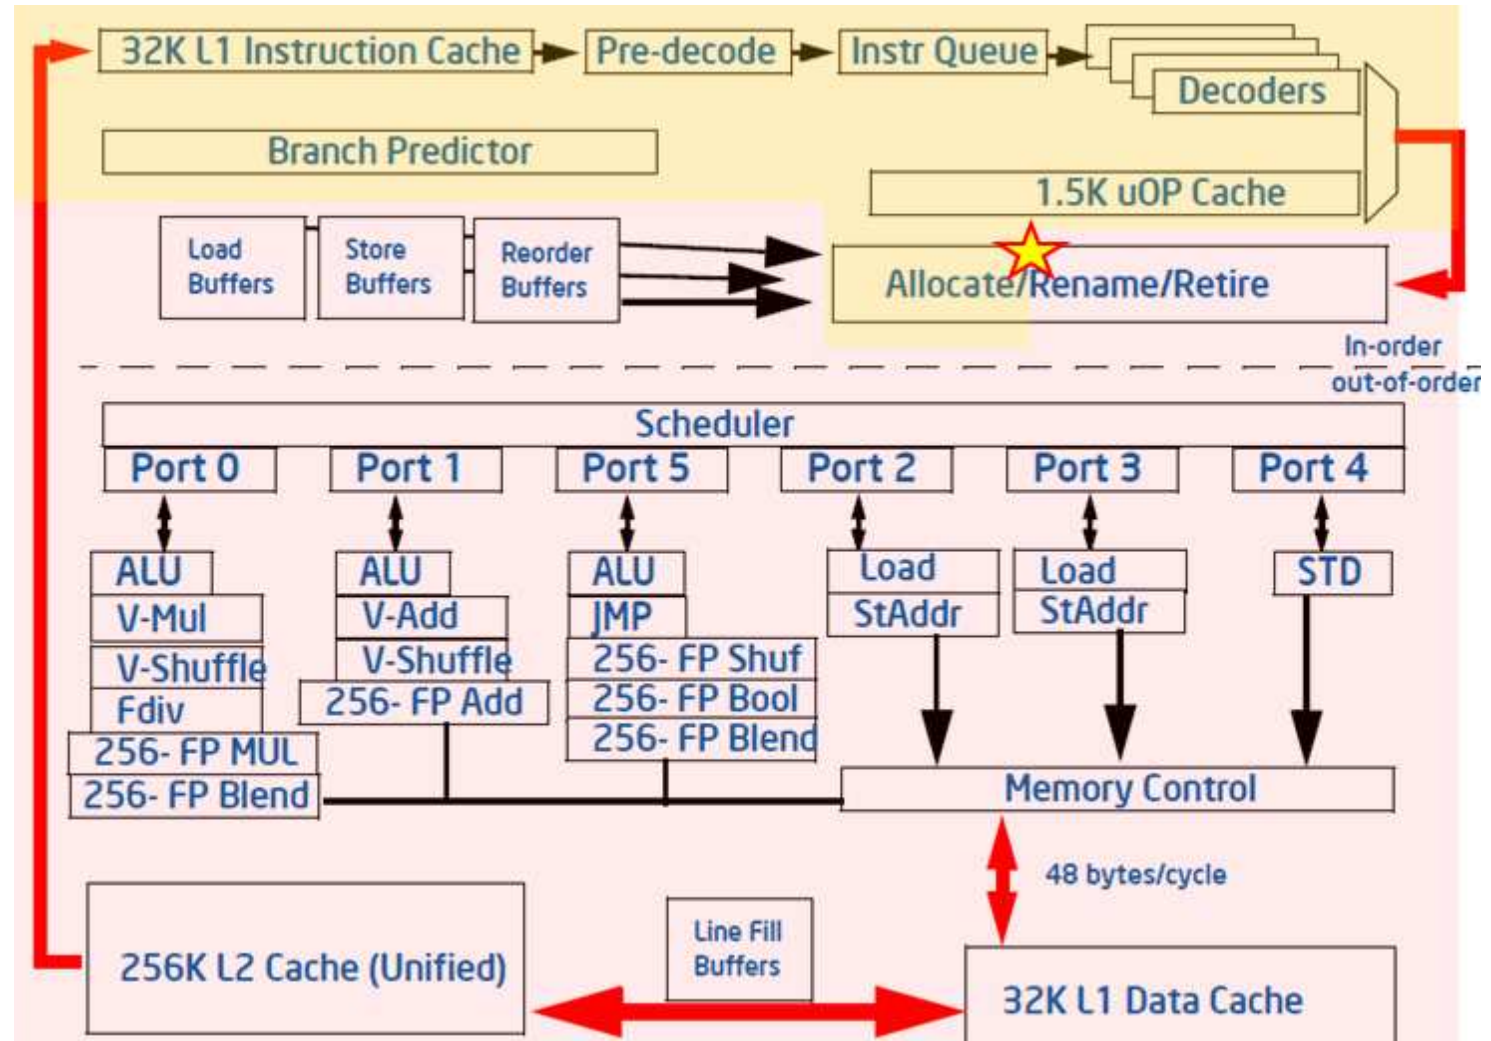 32K L1 Instruction Cache
Pre-decode
Instr Queue
Decoders
Branch Predictor
1.5K uOP Cache
Load
Buffers
Store
Buffers
Reorder
Buffers
Allocate/Rename/Retire
In-order
out-of-order
Scheduler
Port 0
Port 1
Port 5
Port 2
Port 3
Port 4
ALU
V-Mul
V-Shuffle
Fdiv
256- FP MUL
256- FP Blend
ALU
V-Add
V-Shuffle
256- FP Add
ALU
JMP
256- FP Shuf
256- FP Bool
256- FP Blend
Load
StAddr
Load
StAddr
STD
Memory Control
48 bytes/cycle
256K L2 Cache (Unified)
Line Fill
Buffers
32K L1 Data Cache